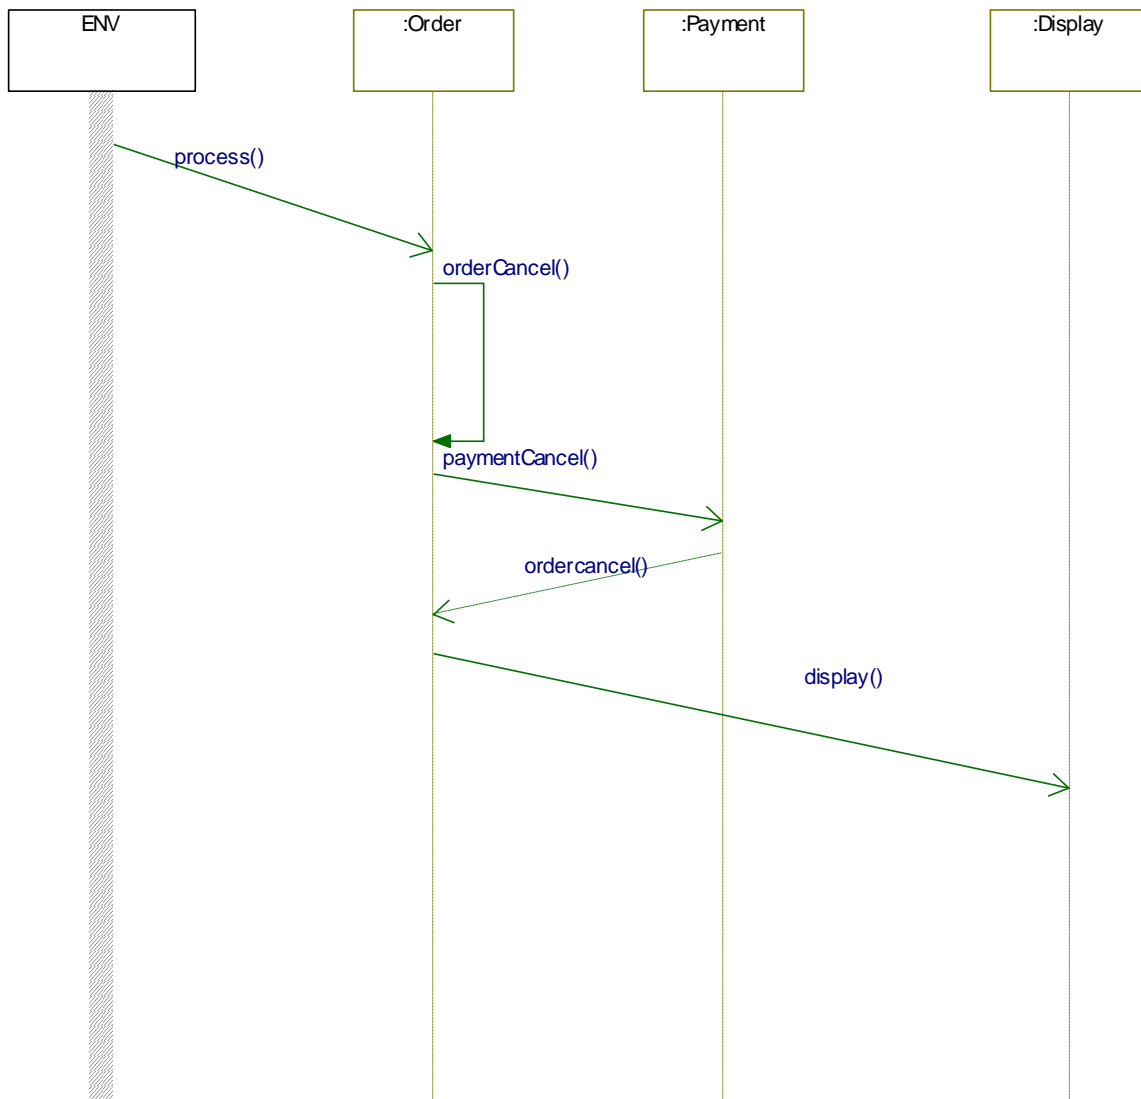 ENV
:Order
:Payment
:Display
process()
orderCancel()
paymentCancel()
ordercancel()
display()